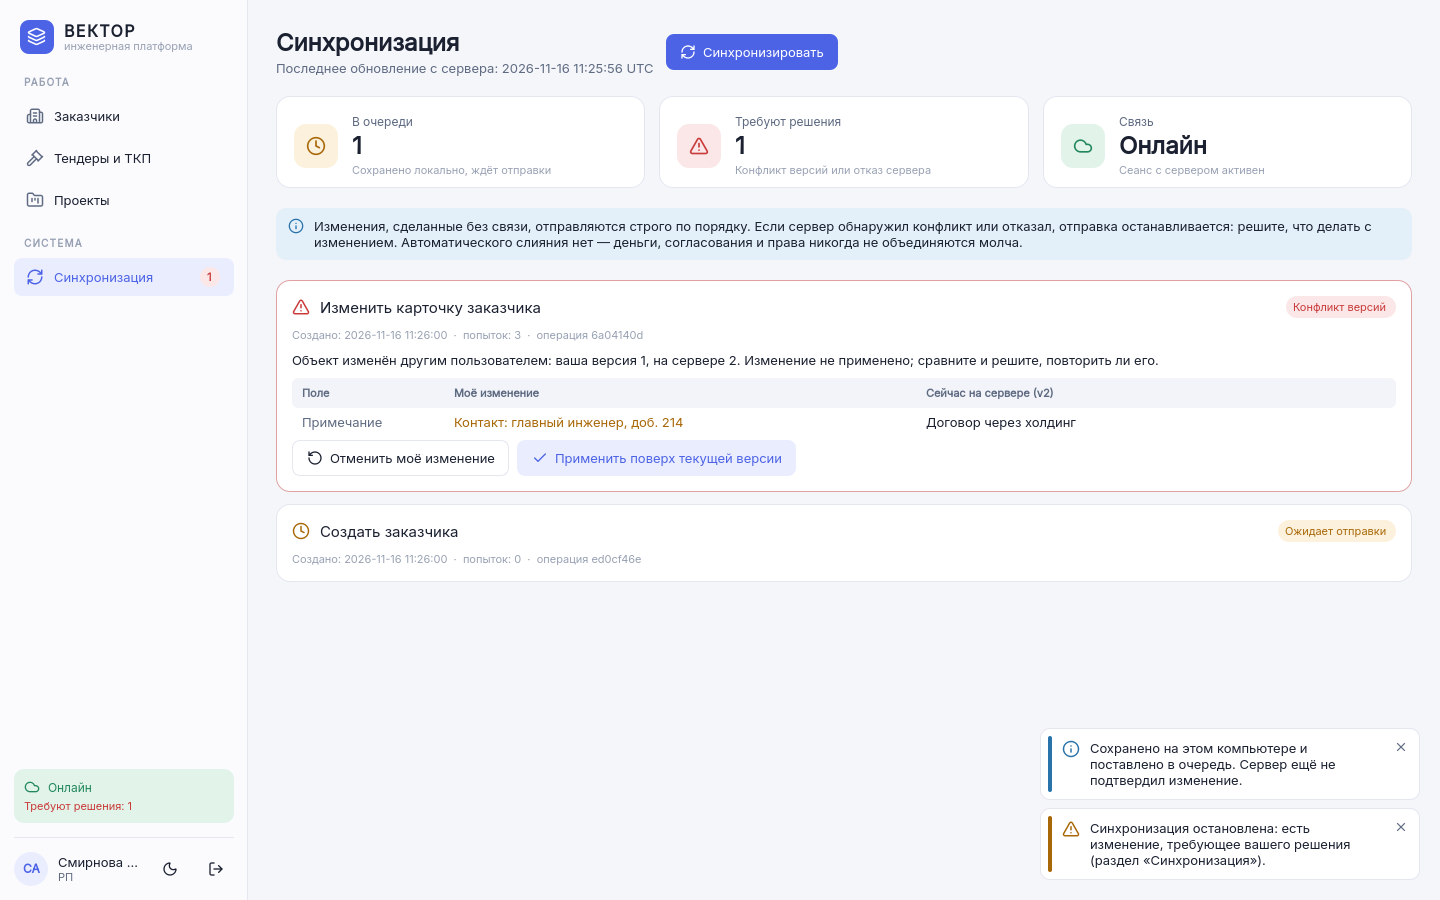 ВЕКТОР
инженерная платформа
РАБОТА
Заказчики
Тендеры и ТКП
Проекты
СИСТЕМА
Синхронизация 1
Онлайн
Требуют решения: 1
СА
Смирнова ...
РП
Синхронизация
Последнее обновление с сервера: 2026-11-16 11:25:56 UTC
Синхронизировать
В очереди
1
Сохранено локально, ждёт отправки
Требуют решения
1
Конфликт версий или отказ сервера
Связь
Онлайн
Сеанс с сервером активен
Изменения, сделанные без связи, отправляются строго по порядку. Если сервер обнаружил конфликт или отказал, отправка останавливается: решите, что делать с
изменением. Автоматического слияния нет — деньги, согласования и права никогда не объединяются молча.
Изменить карточку заказчика
Конфликт версий
Создано: 2026-11-16 11:26:00 · попыток: 3 · операция 6a04140d
Объект изменён другим пользователем: ваша версия 1, на сервере 2. Изменение не применено; сравните и решите, повторить ли его.
Поле Моё изменение Сейчас на сервере (v2)
Примечание Контакт: главный инженер, доб. 214 Договор через холдинг
Отменить моё изменение
Применить поверх текущей версии
Создать заказчика
Ожидает отправки
Создано: 2026-11-16 11:26:00 · попыток: 0 · операция ed0cf46e
Сохранено на этом компьютере и
поставлено в очередь. Сервер ещё не
подтвердил изменение.
Синхронизация остановлена: есть
изменение, требующее вашего решения
(раздел «Синхронизация»).